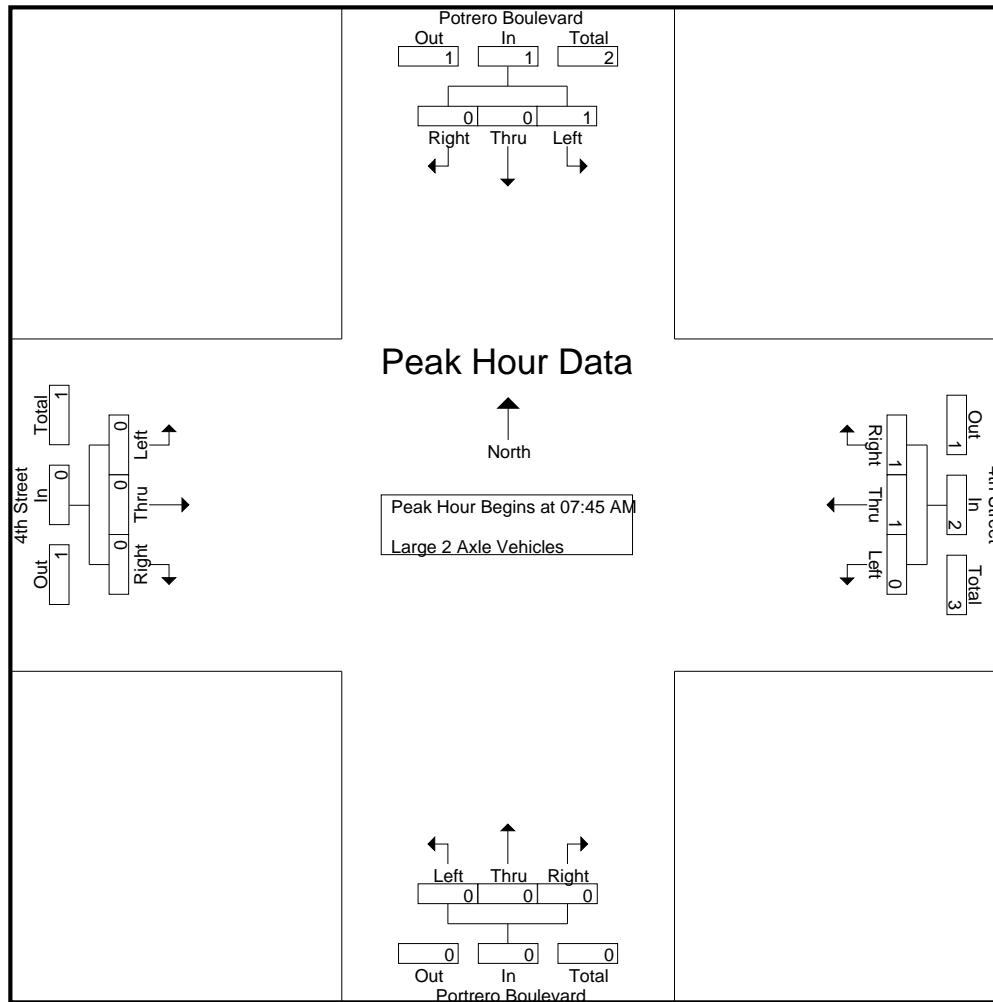 Potrero Boulevard
Out In Total
1 1 2
0 0 1
Right Thru Left
Peak Hour Data
North
Peak Hour Begins at 07:45 AM
Large 2 Axle Vehicles
4th Street
Total In Out
1 0 1
0 0 0
Left Thru Right
Right Thru Left
1 1 0
1 2 3
Out In Total
4th Street
Left Thru Right
0 0 0
0 0 0
Out In Total
Portrero Boulevard